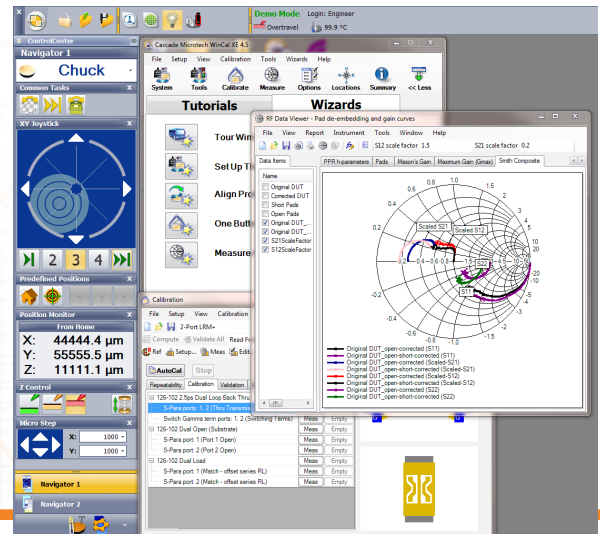 Demo Mode Login: Engineer
Overtravel 99.9 ºC
ControlCenter
Navigator 1
Chuck
Common Tasks
XY Joystick
2 3 4
Predefined Positions
Position Monitor
From Home
X: 44444.4 µm
Y: 55555.5 µm
Z: 11111.1 µm
Z Control
Micro Step
X: 1000
Y: 1000
Navigator 1
Navigator 2
Cascade Microtech WinCal XE 4.5
File Setup View Calibration Tools Wizards Help
System Tools Calibrate Measure Options Locations Summary << Less
Tutorials Wizards
Tour Win
Set Up Th
Align Pro
One Butt
Measure
RF Data Viewer - Pad de-embedding and gain curves
File View Report Instrument Tools Window Help
S12 scale factor 1.5 S21 scale factor 0.2
Data Items
PPR h-parameters Pads Mason's Gain Maximum Gain (Gmax) Smith Composite
Name
Original DUT
Corrected DUT
Short Pads
Open Pads
Original DUT_...
Original DUT_...
S21ScaleFactor
S12ScaleFactor
Scaled S21
Scaled S12
S22
S11
Original DUT_open-corrected (S11)
Original DUT_open-short-corrected (S11)
Original DUT_open-corrected (Scaled-S21)
Original DUT_open-corrected (Scaled-S12)
Original DUT_open-short-corrected (Scaled-S12)
Original DUT_open-corrected (S22)
Original DUT_open-short-corrected (S22)
Calibration
File Setup View Calibration
2-Port LRM+
Compute Validate All Read Fr
Ref Setup... Meas Edit
AutoCal Stop
Repeatability Calibration Validation
126-102 2.5ps Dual Loop Back Thru
S-Para ports: 1, 2 (Thru Transmis Meas Empty
Switch Gamma term ports: 1, 2 (Switching Terms) Meas Empty
126-102 Dual Open (Substrate)
S-Para port: 1 (Port 1 Open) Meas Empty
S-Para port: 2 (Port 2 Open) Meas Empty
126-102 Dual Load
S-Para port: 1 (Match - offset series RL) Meas Empty
S-Para port: 2 (Match - offset series RL) Meas Empty